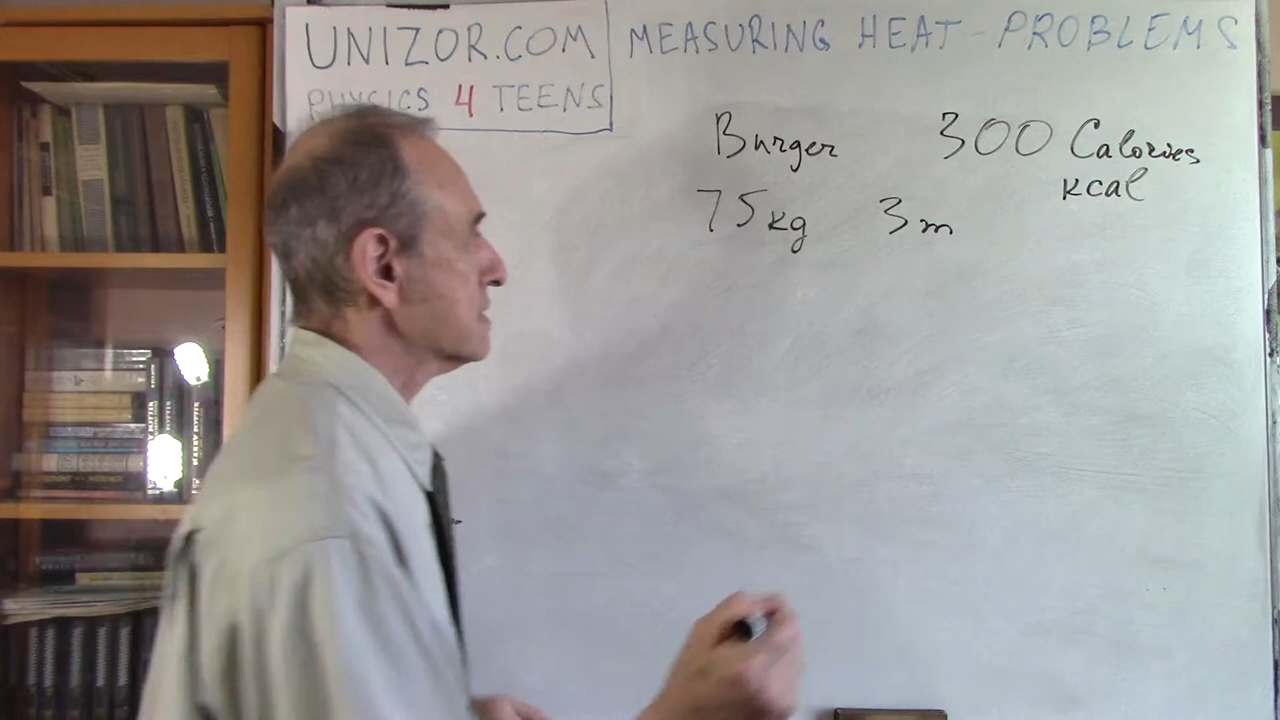 UNIZOR.COM
PHYSICS 4 TEENS
MEASURING HEAT - PROBLEMS
Burger 300 Calories
kcal
75kg 3m